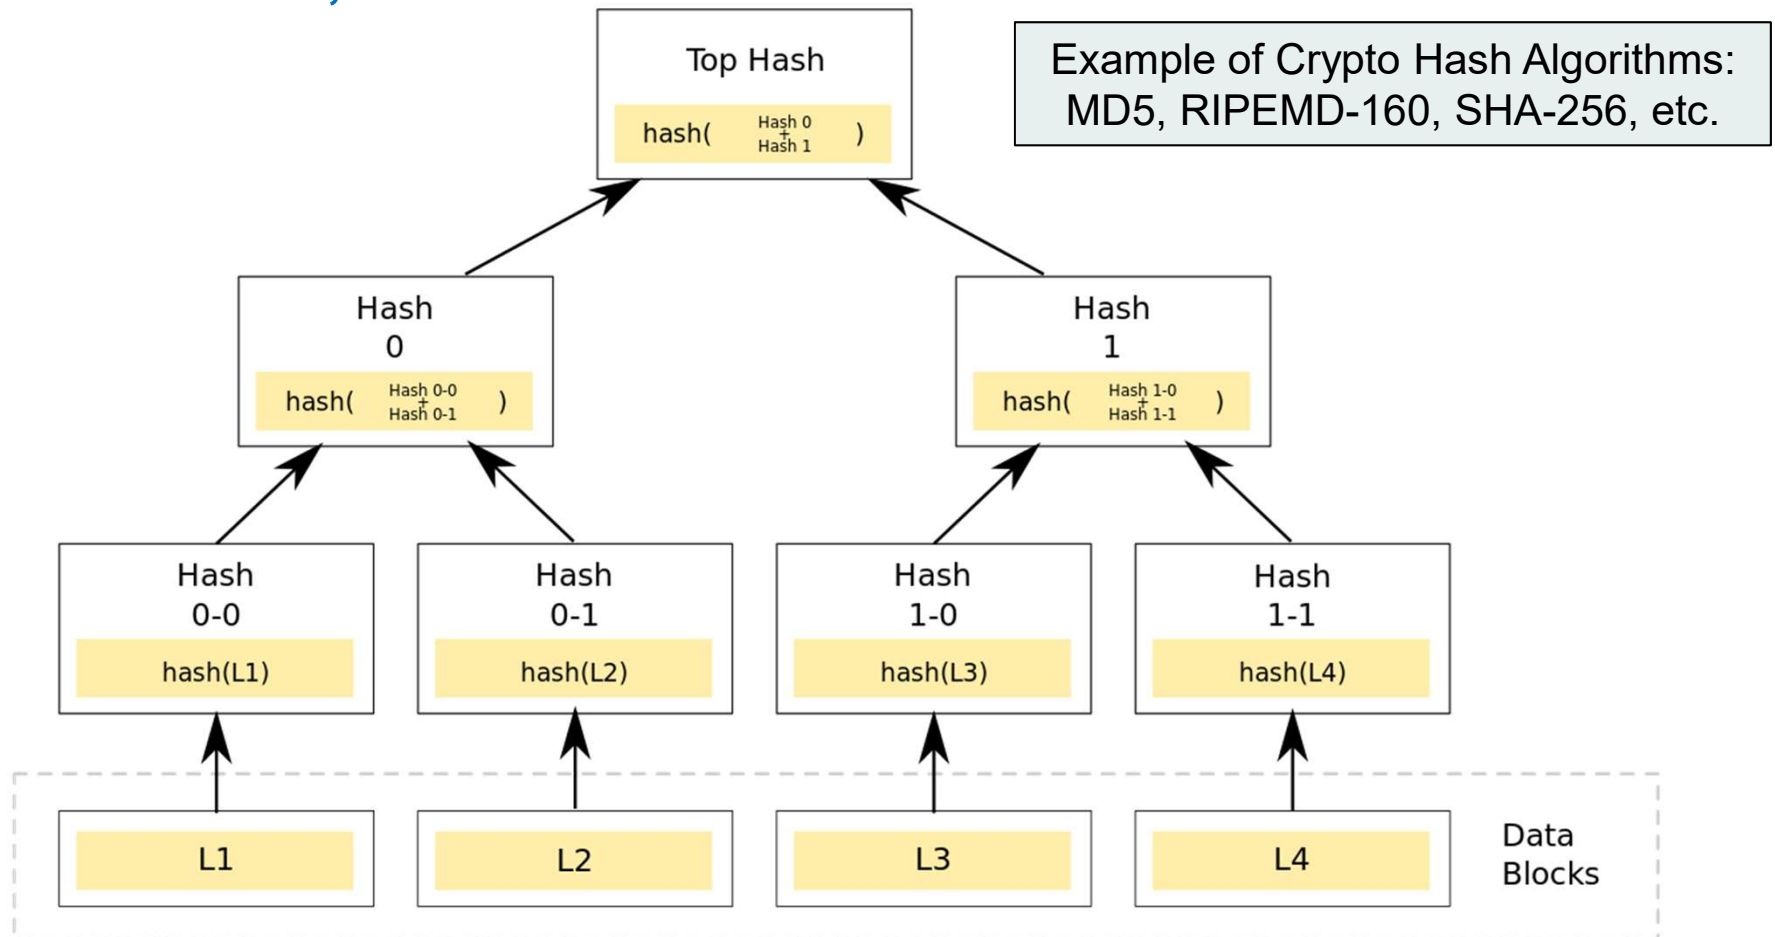 Top Hash
hash( Hash 0 + Hash 1 )
Example of Crypto Hash Algorithms:
MD5, RIPEMD-160, SHA-256, etc.
Hash
0
hash( Hash 0-0 + Hash 0-1 )
Hash
1
hash( Hash 1-0 + Hash 1-1 )
Hash
0-0
hash(L1)
Hash
0-1
hash(L2)
Hash
1-0
hash(L3)
Hash
1-1
hash(L4)
L1
L2
L3
L4
Data
Blocks